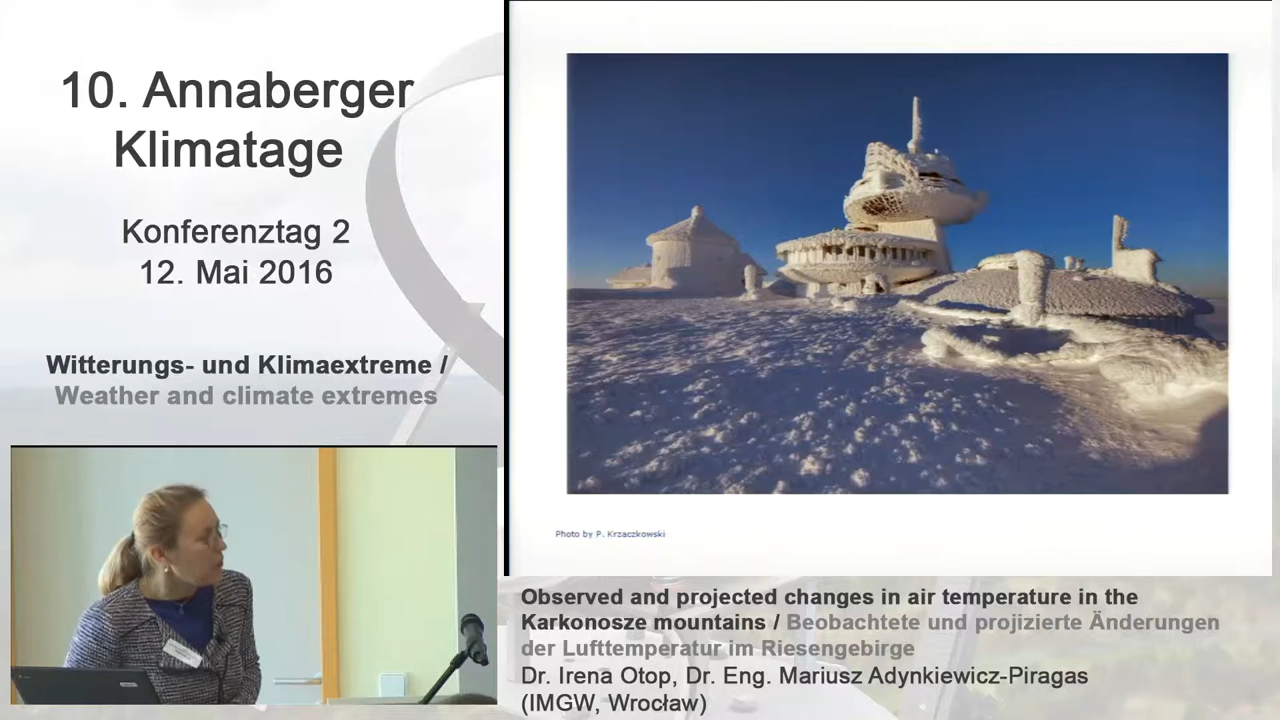 10. Annaberger
Klimatage
Konferenztag 2
12. Mai 2016
Witterungs- und Klimaextreme /
Weather and climate extremes
Photo by P. Krzaczkowski
Observed and projected changes in air temperature in the
Karkonosze mountains / Beobachtete und projizierte Änderungen
der Lufttemperatur im Riesengebirge
Dr. Irena Otop, Dr. Eng. Mariusz Adynkiewicz-Piragas
(IMGW, Wrocław)